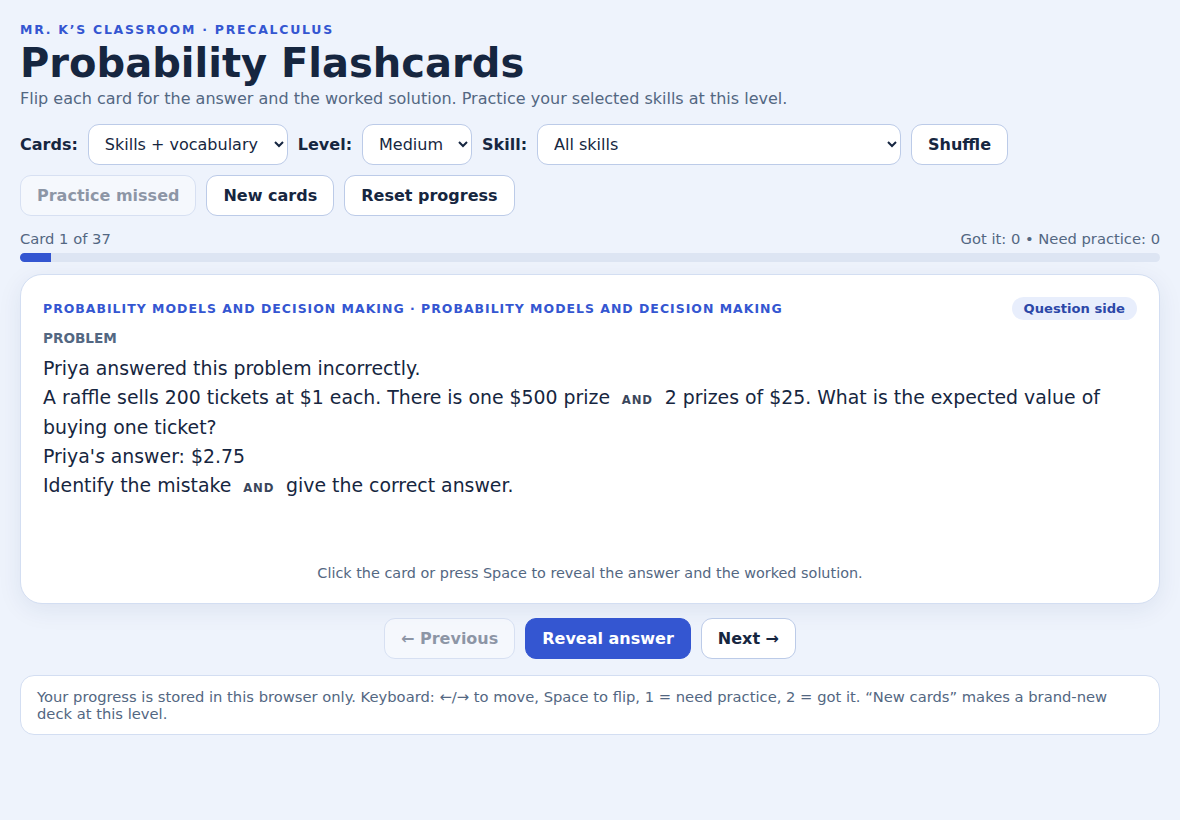 MR. K’S CLASSROOM · PRECALCULUS
Probability Flashcards
Flip each card for the answer and the worked solution. Practice your selected skills at this level.
Cards: Skills + vocabulary Level: Medium Skill: All skills Shuffle
Practice missed New cards Reset progress
Card 1 of 37 Got it: 0 • Need practice: 0
PROBABILITY MODELS AND DECISION MAKING · PROBABILITY MODELS AND DECISION MAKING Question side
PROBLEM
Priya answered this problem incorrectly.
A raffle sells 200 tickets at $1 each. There is one $500 prize AND 2 prizes of $25. What is the expected value of
buying one ticket?
Priya's answer: $2.75
Identify the mistake AND give the correct answer.
Click the card or press Space to reveal the answer and the worked solution.
← Previous Reveal answer Next →
Your progress is stored in this browser only. Keyboard: ←/→ to move, Space to flip, 1 = need practice, 2 = got it. “New cards” makes a brand-new
deck at this level.